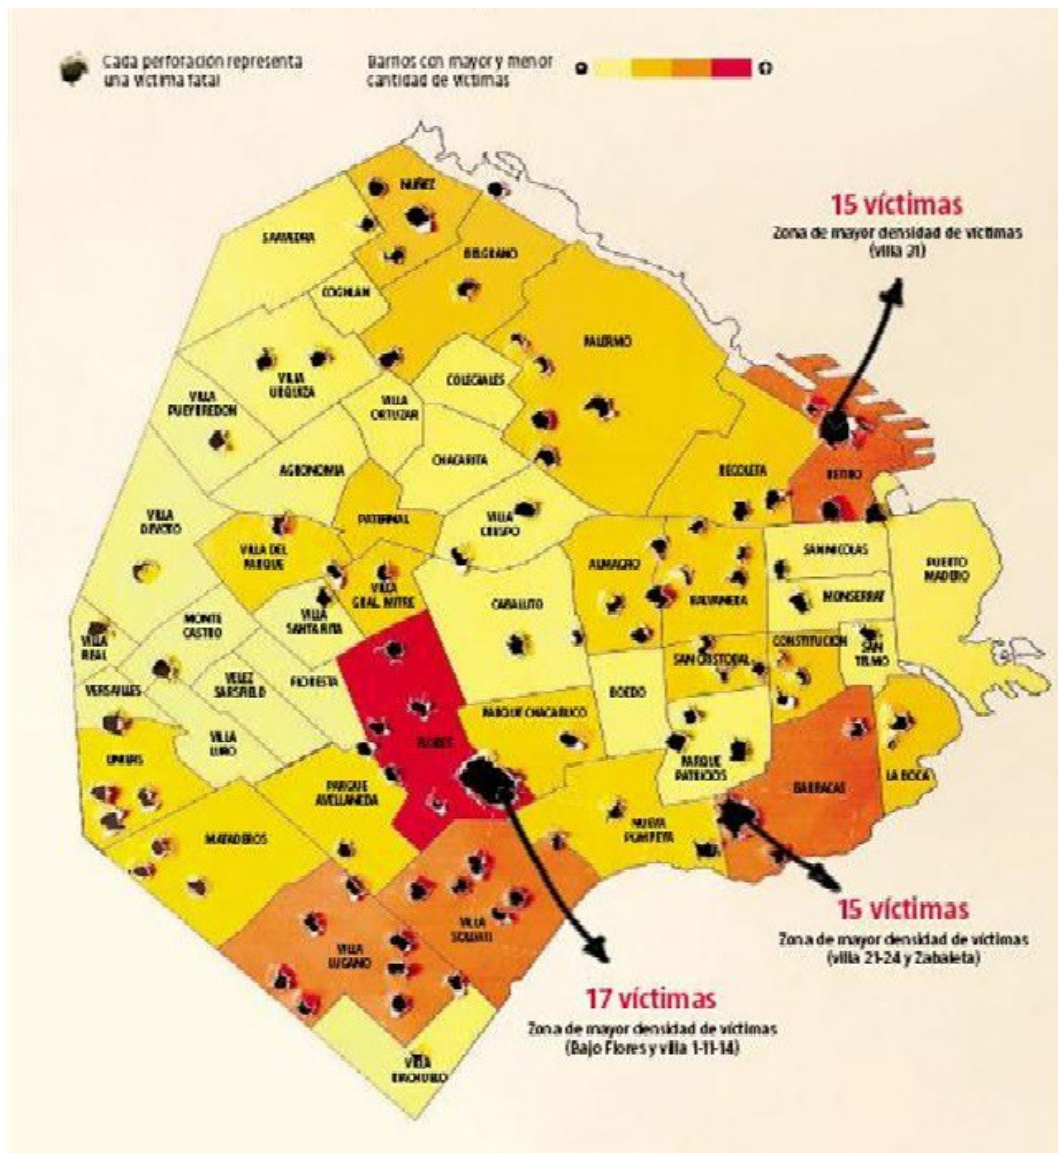 Cada perforación representa
una víctima fatal
Barrios con mayor y menor
cantidad de víctimas
NUÑEZ
SAAVEDRA
BELGRANO
COGHLAN
15 víctimas
Zona de mayor densidad de víctimas
(villa 31)
PALERMO
COLEGIALES
VILLA
URQUIZA
VILLA
PUEYRREDON
VILLA
ORTUZAR
AGRONOMIA
CHACARITA
RECOLETA
RETIRO
PATERNAL
VILLA
CRESPO
VILLA
DEVOTO
VILLA DEL
PARQUE
ALMAGRO
SAN NICOLAS
PUERTO
MADERO
VILLA
GRAL. MITRE
BALVANERA
MONSERRAT
CABALLITO
MONTE
CASTRO
VILLA
SANTA RITA
VILLA
REAL
CONSTITUCION
SAN
TELMO
SAN CRISTOBAL
VERSAILLES
VELEZ
SARSFIELD
FLORESTA
BOEDO
PARQUE CHACABUCO
VILLA
LURO
FLORES
LINIERS
PARQUE
AVELLANEDA
PARQUE
PATRICIOS
LA BOCA
BARRACAS
MATADEROS
NUEVA
POMPEYA
VILLA
SOLDATI
VILLA
LUGANO
15 víctimas
Zona de mayor densidad de víctimas
(villa 21-24 y Zabaleta)
17 víctimas
Zona de mayor densidad de víctimas
(Bajo Flores y villa 1-11-14)
VILLA
RIACHUELO